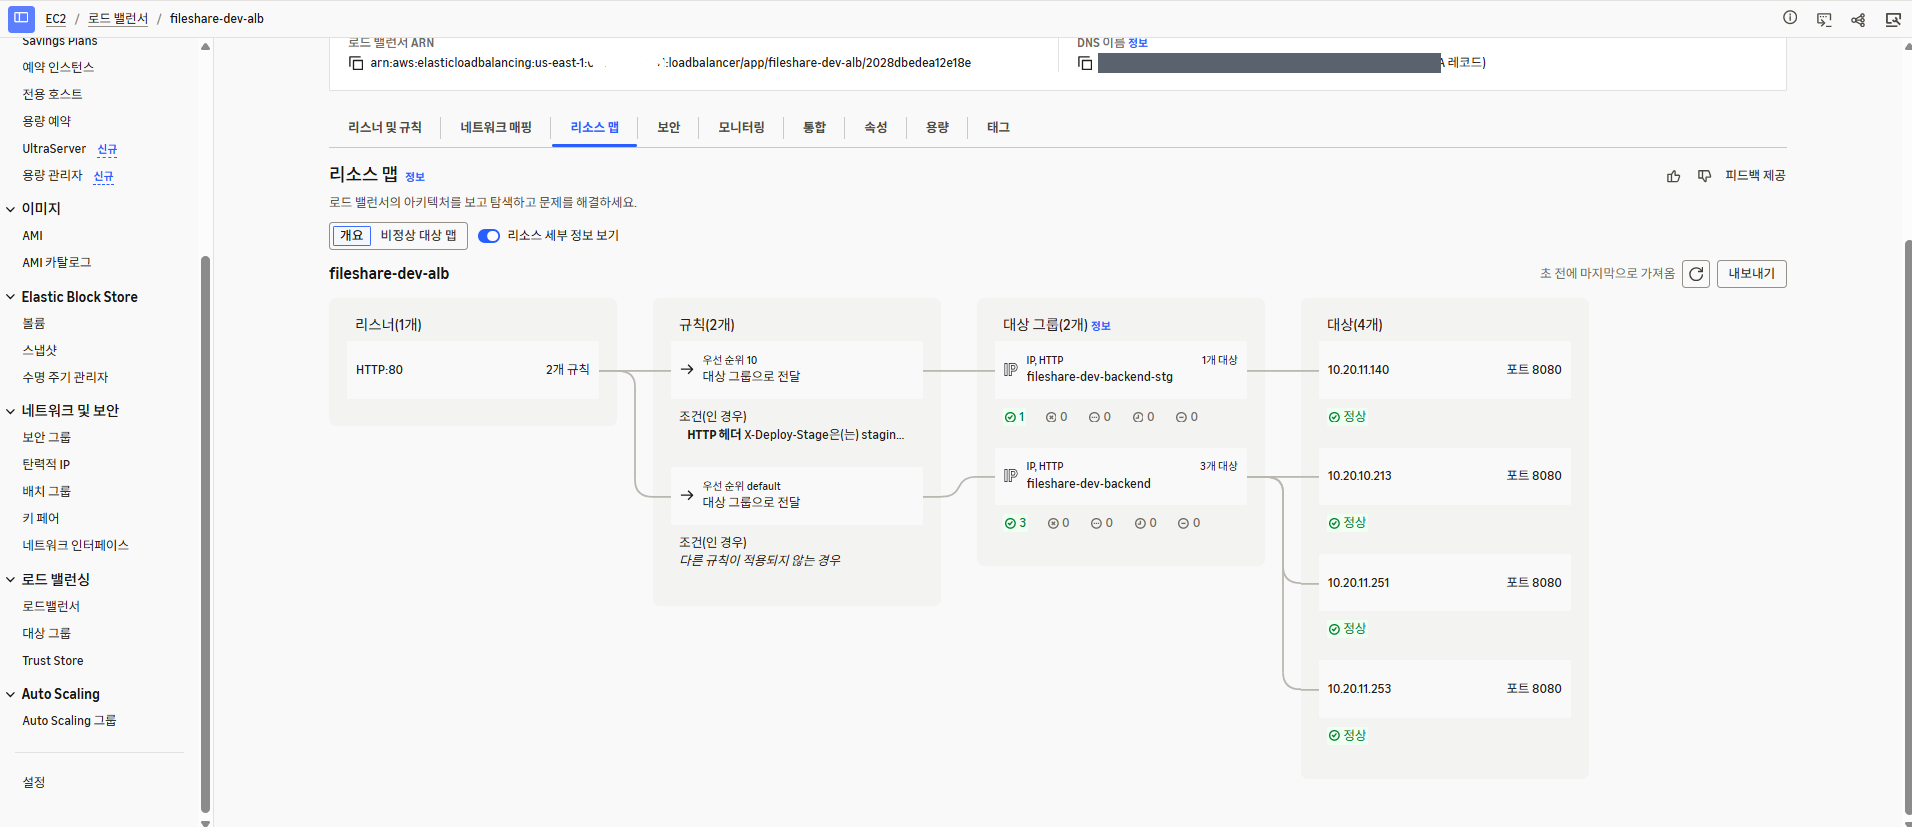 EC2 / 로드 밸런서 / fileshare-dev-alb
Savings Plans
예약 인스턴스
전용 호스트
용량 예약
UltraServer 신규
용량 관리자 신규
이미지
AMI
AMI 카탈로그
Elastic Block Store
볼륨
스냅샷
수명 주기 관리자
네트워크 및 보안
보안 그룹
탄력적 IP
배치 그룹
키 페어
네트워크 인터페이스
로드 밸런싱
로드밸런서
대상 그룹
Trust Store
Auto Scaling
Auto Scaling 그룹
설정
로드 밸런서 ARN
arn:aws:elasticloadbalancing:us-east-1: :loadbalancer/app/fileshare-dev-alb/2028dbedea12e18e
DNS 이름 정보
레코드)
리스너 및 규칙
네트워크 매핑
리소스 맵
보안
모니터링
통합
속성
용량
태그
리소스 맵 정보
피드백 제공
로드 밸런서의 아키텍처를 보고 탐색하고 문제를 해결하세요.
개요
비정상 대상 맵
리소스 세부 정보 보기
fileshare-dev-alb
초 전에 마지막으로 가져옴
내보내기
리스너(1개)
HTTP:80 2개 규칙
규칙(2개)
우선 순위 10
대상 그룹으로 전달
조건(인 경우)
HTTP 헤더 X-Deploy-Stage은(는) stagin...
우선 순위 default
대상 그룹으로 전달
조건(인 경우)
다른 규칙이 적용되지 않는 경우
대상 그룹(2개) 정보
IP, HTTP 1개 대상
fileshare-dev-backend-stg
1 0 0 0 0
IP, HTTP 3개 대상
fileshare-dev-backend
3 0 0 0 0
대상(4개)
10.20.11.140 포트 8080
정상
10.20.10.213 포트 8080
정상
10.20.11.251 포트 8080
정상
10.20.11.253 포트 8080
정상